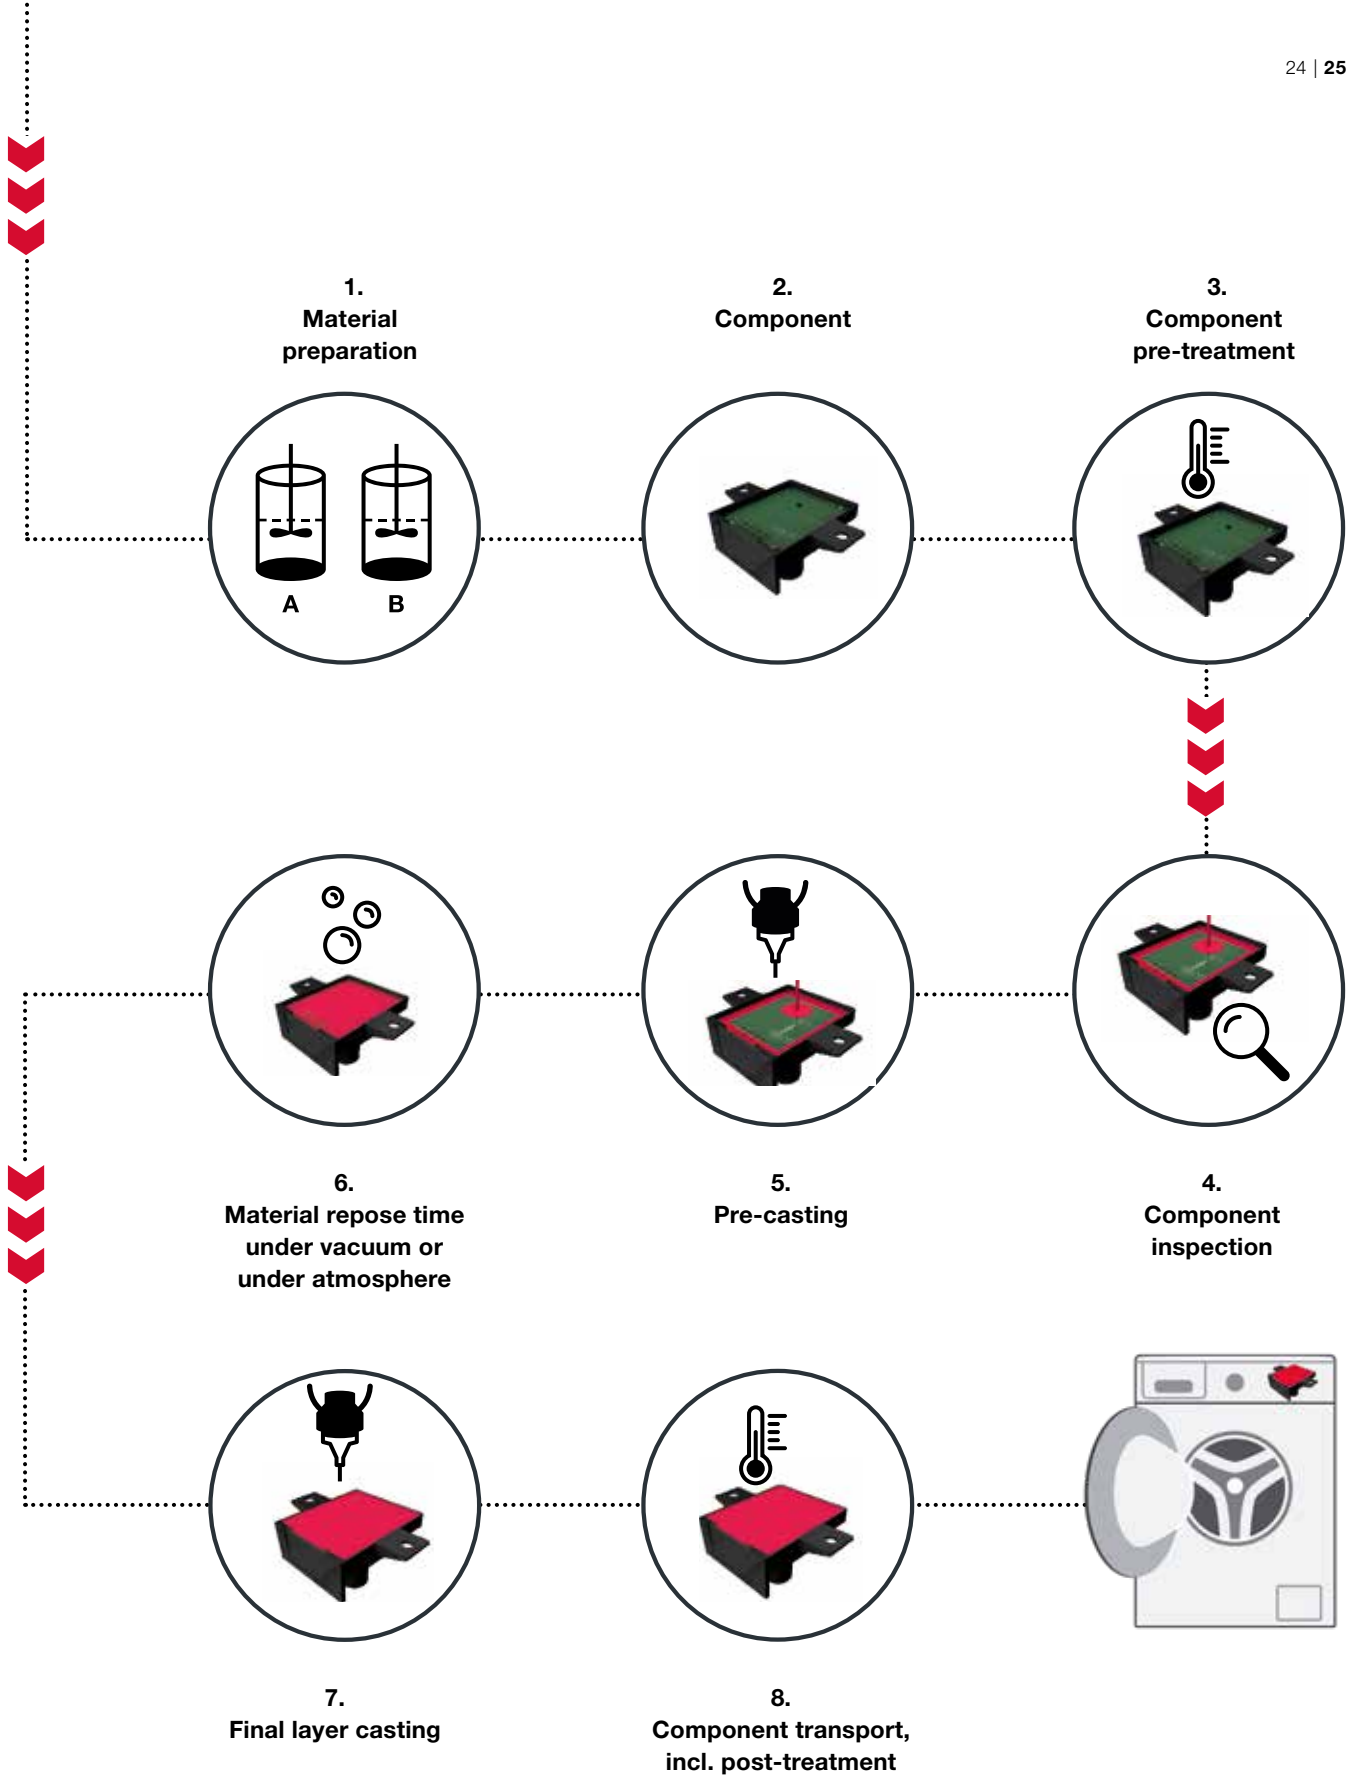 24 | 25
1.
Material
preparation
2.
Component
3.
Component
pre-treatment
A
B
6.
Material repose time
under vacuum or
under atmosphere
5.
Pre-casting
4.
Component
inspection
7.
Final layer casting
8.
Component transport,
incl. post-treatment